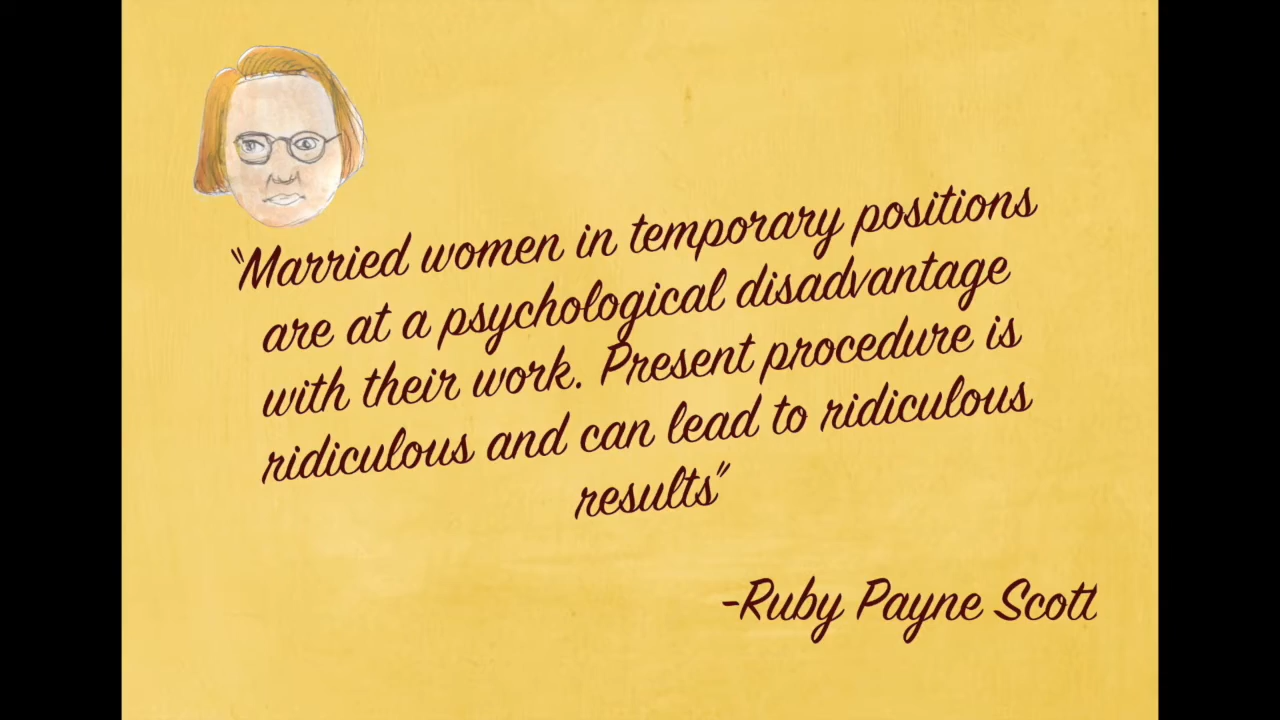 “Married women in temporary positions
are at a psychological disadvantage
with their work. Present procedure is
ridiculous and can lead to ridiculous
results”
-Ruby Payne Scott